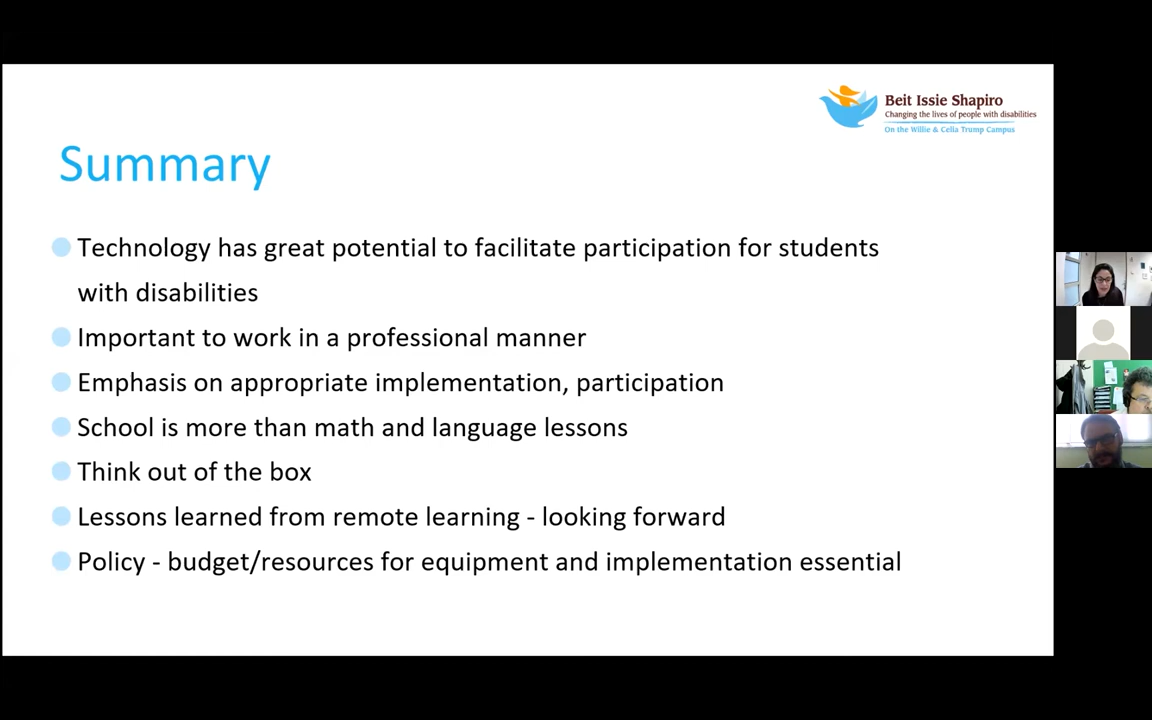 Beit Issie Shapiro
Changing the lives of people with disabilities
On the Willie & Cella Trump Campus
Summary
Technology has great potential to facilitate participation for students
with disabilities
Important to work in a professional manner
Emphasis on appropriate implementation, participation
School is more than math and language lessons
Think out of the box
Lessons learned from remote learning - looking forward
Policy - budget/resources for equipment and implementation essential